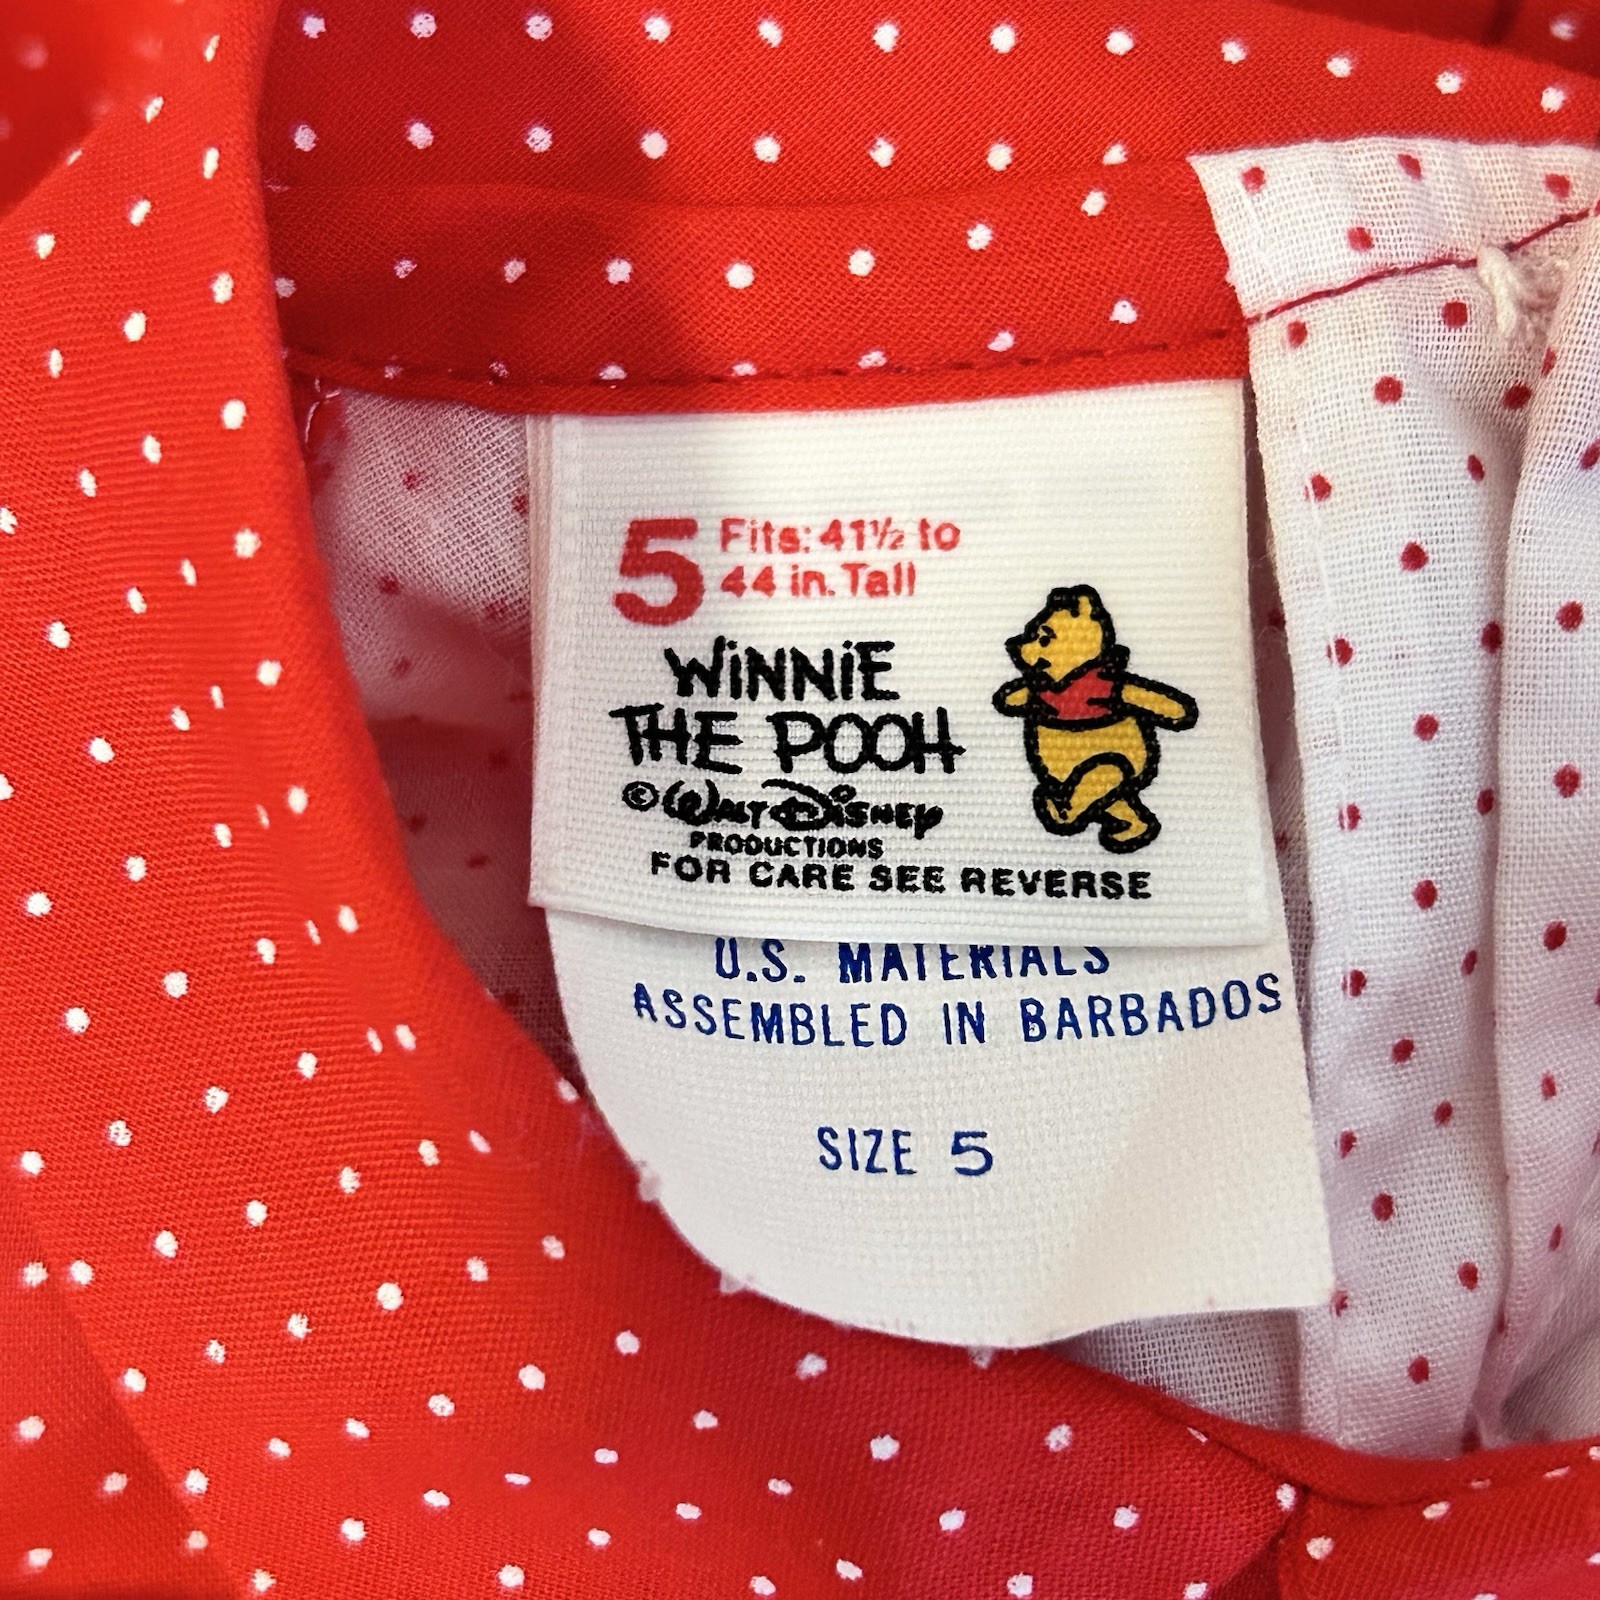 5 Fits: 41½ to
44 in. Tall
WiNNiE
THE POOH
© WALT DiSNEY
PRODUCTIONS
FOR CARE SEE REVERSE
U.S. MATERIALS
ASSEMBLED IN BARBADOS
SIZE 5